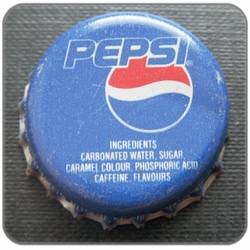 PEPSI
INGREDIENTS
CARBONATED WATER, SUGAR,
CARAMEL COLOUR, PHOSPHORIC ACID
CAFFEINE, FLAVOURS